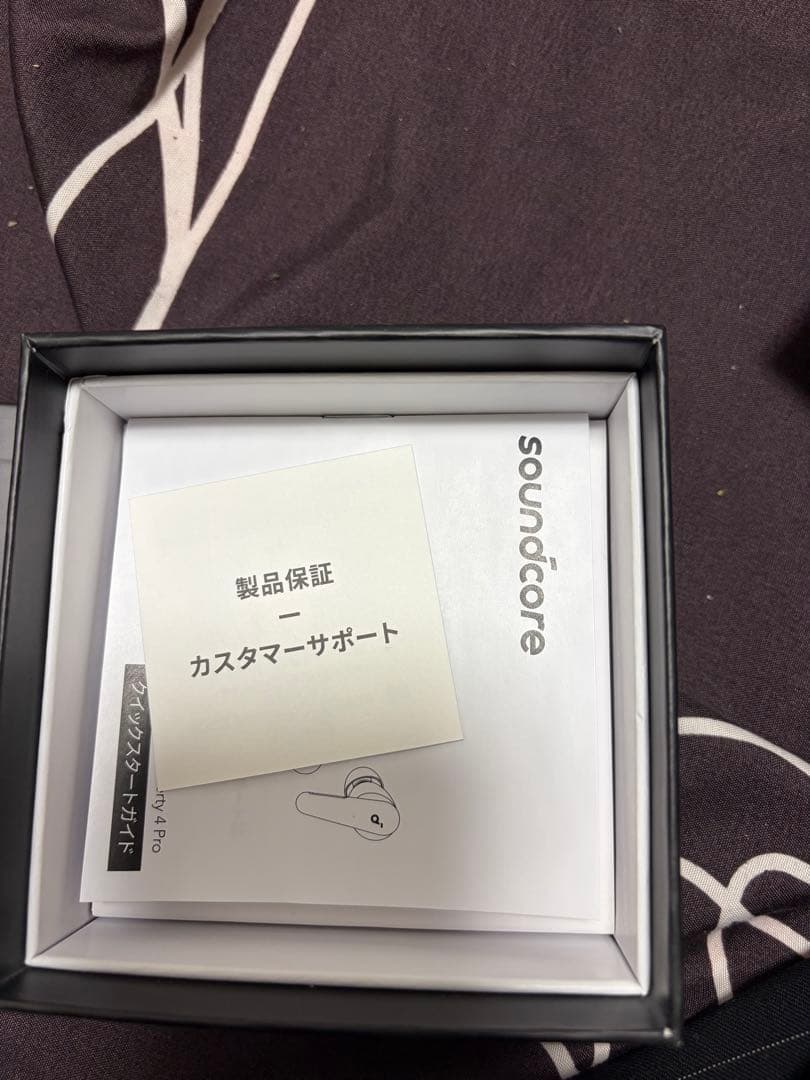 soundcore
製品保証
ー
カスタマーサポート
4 Pro
クイックスタートガイド